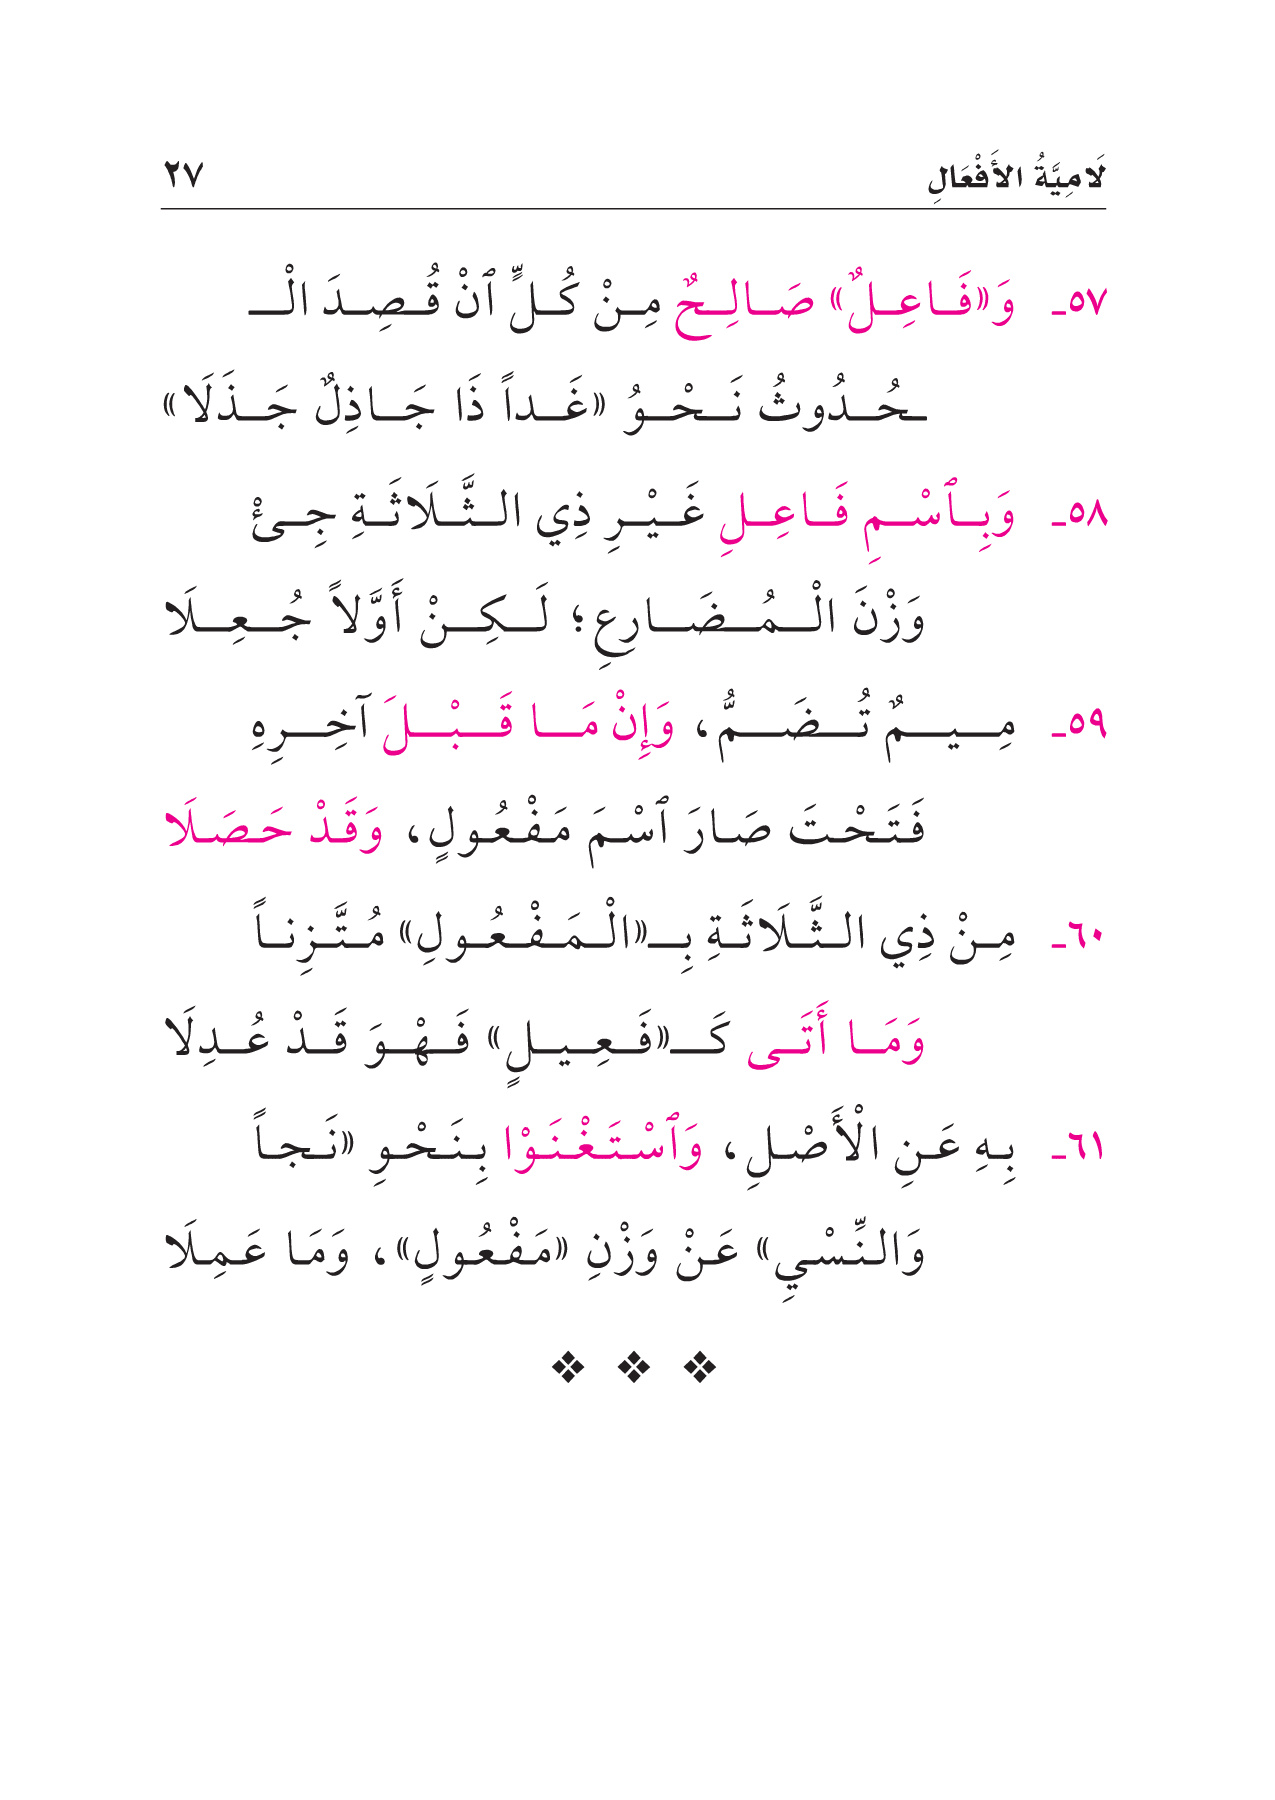 لَامِيَّةُ الأَفْعَالِ ٢٧
٥٧ـ وَ«فَاعِلٌ» صَالِحٌ مِنْ كُلٍّ ٱنْ قُصِدَ الْـ
ـحُدُوثُ نَحْوُ «غَداً ذَا جَاذِلٌ جَذَلَا»
٥٨ـ وَبِٱسْمِ فَاعِلِ غَيْرِ ذِي الثَّلَاثَةِ جِئْ
وَزْنَ الْمُضَارِعِ؛ لَكِنْ أَوَّلاً جُعِلَا
٥٩ـ مِيمٌ تُضَمُّ، وَإِنْ مَا قَبْلَ آخِرِهِ
فَتَحْتَ صَارَ ٱسْمَ مَفْعُولٍ، وَقَدْ حَصَلَا
٦٠ـ مِنْ ذِي الثَّلَاثَةِ بِـ«الْمَفْعُولِ» مُتَّزِناً
وَمَا أَتَى كَـ«فَعِيلٍ» فَهْوَ قَدْ عُدِلَا
٦١ـ بِهِ عَنِ الْأَصْلِ، وَٱسْتَغْنَوْا بِنَحْوِ «نَجاً
وَالنِّسْيِ» عَنْ وَزْنِ «مَفْعُولٍ»، وَمَا عَمِلَا